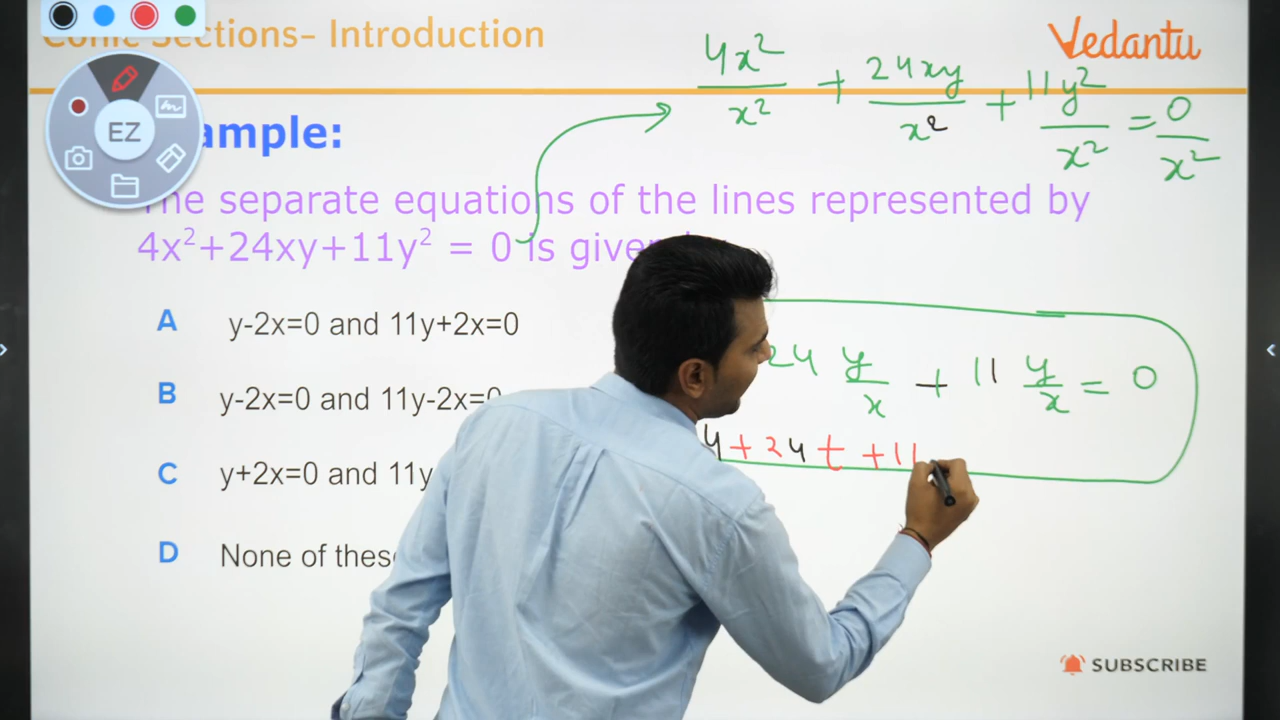 Conic Sections- Introduction
Vedantu
EZ
4x² / x² + 24xy / x² + 11y² / x² = 0 / x²
ample:
The separate equations of the lines represented by
4x²+24xy+11y² = 0 is given
A y-2x=0 and 11y+2x=0
B y-2x=0 and 11y-2x=0
C y+2x=0 and 11y
D None of these
24 y/x + 11 y/x = 0
4 + 24 t + 11
SUBSCRIBE